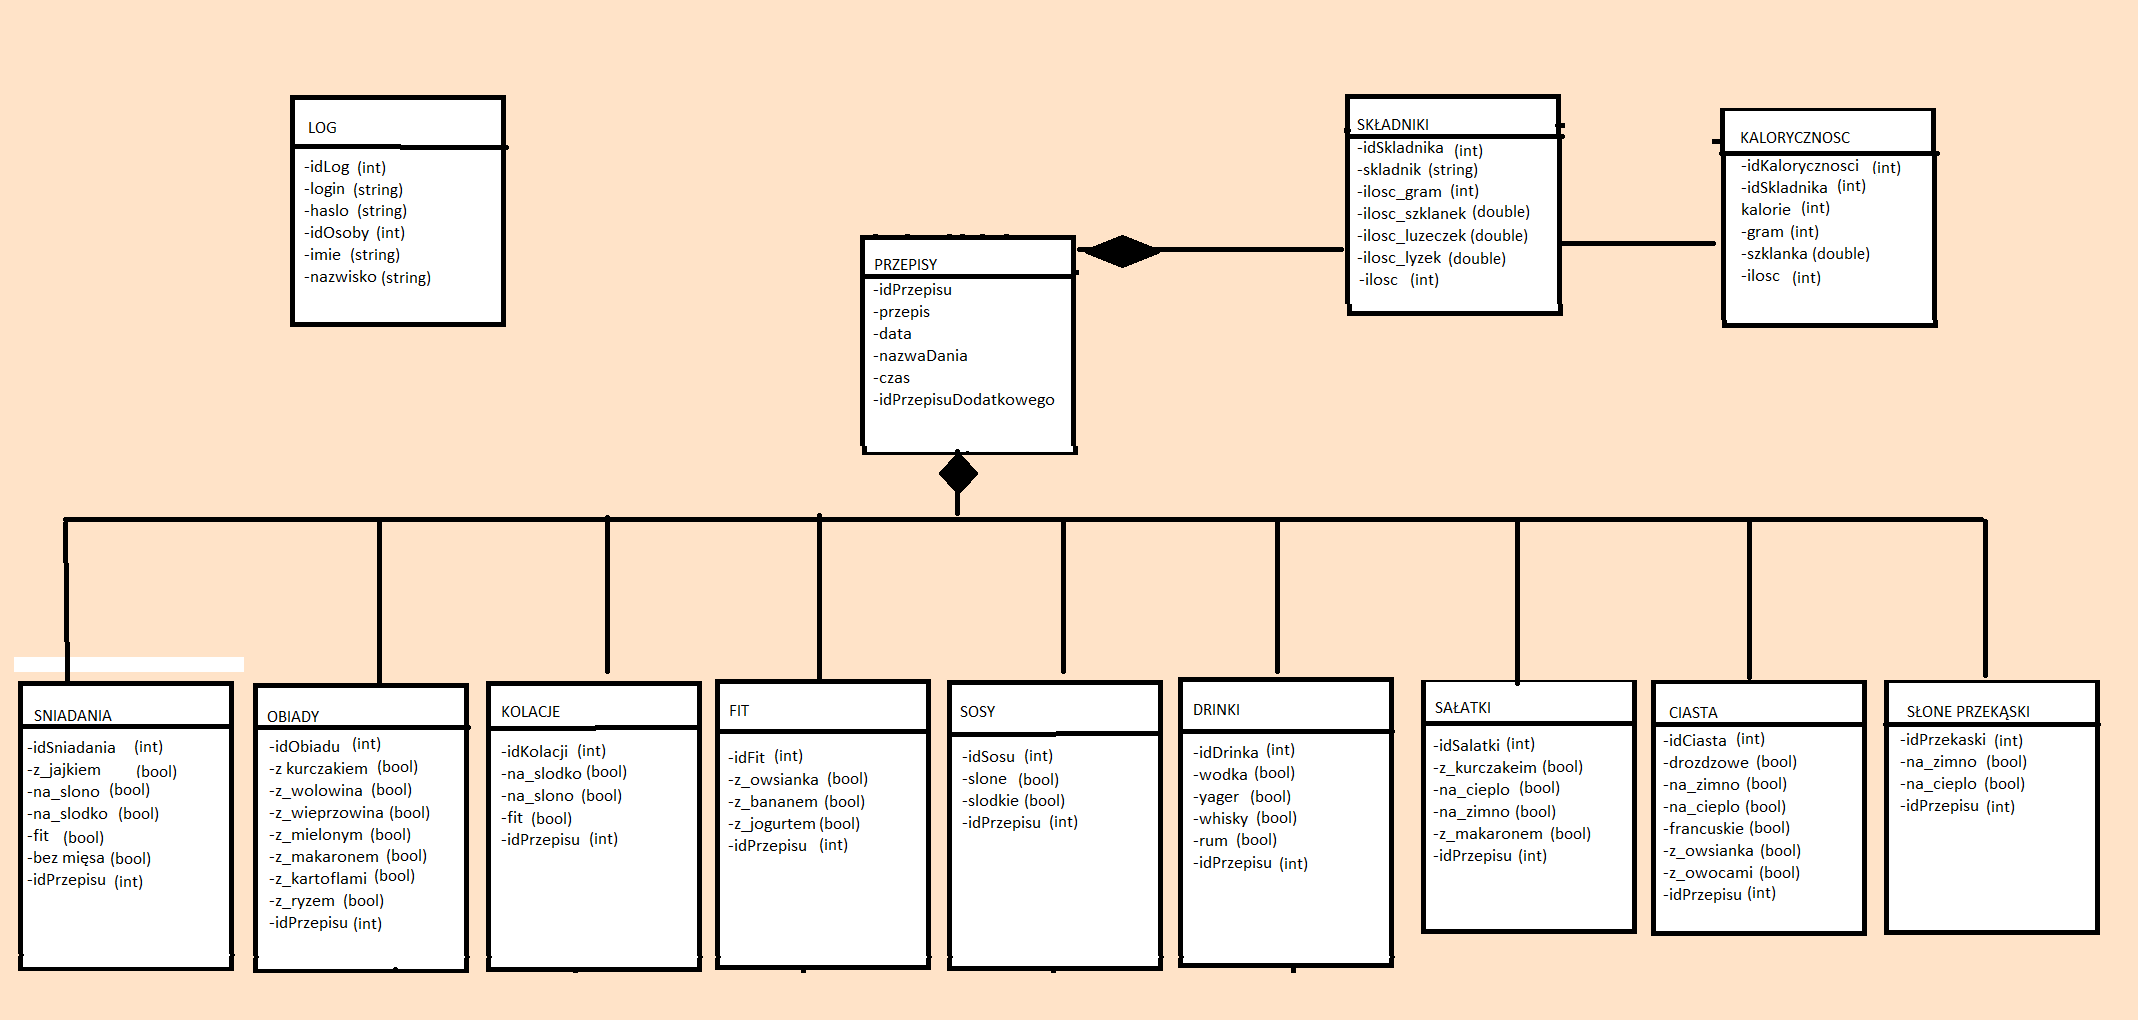 LOG
-idLog (int)
-login (string)
-haslo (string)
-idOsoby (int)
-imie (string)
-nazwisko (string)
SKŁADNIKI
-idSkladnika (int)
-skladnik (string)
-ilosc_gram (int)
-ilosc_szklanek (double)
-ilosc_luzeczek (double)
-ilosc_lyzek (double)
-ilosc (int)
KALORYCZNOSC
-idKalorycznosci (int)
-idSkladnika (int)
kalorie (int)
-gram (int)
-szklanka (double)
-ilosc (int)
PRZEPISY
-idPrzepisu
-przepis
-data
-nazwaDania
-czas
-idPrzepisuDodatkowego
SNIADANIA
-idSniadania (int)
-z_jajkiem (bool)
-na_slono (bool)
-na_slodko (bool)
-fit (bool)
-bez mięsa (bool)
-idPrzepisu (int)
OBIADY
-idObiadu (int)
-z kurczakiem (bool)
-z_wolowina (bool)
-z_wieprzowina (bool)
-z_mielonym (bool)
-z_makaronem (bool)
-z_kartoflami (bool)
-z_ryzem (bool)
-idPrzepisu (int)
KOLACJE
-idKolacji (int)
-na_slodko (bool)
-na_slono (bool)
-fit (bool)
-idPrzepisu (int)
FIT
-idFit (int)
-z_owsianka (bool)
-z_bananem (bool)
-z_jogurtem (bool)
-idPrzepisu (int)
SOSY
-idSosu (int)
-slone (bool)
-slodkie (bool)
-idPrzepisu (int)
DRINKI
-idDrinka (int)
-wodka (bool)
-yager (bool)
-whisky (bool)
-rum (bool)
-idPrzepisu (int)
SAŁATKI
-idSalatki (int)
-z_kurczakeim (bool)
-na_cieplo (bool)
-na_zimno (bool)
-z_makaronem (bool)
-idPrzepisu (int)
CIASTA
-idCiasta (int)
-drozdzowe (bool)
-na_zimno (bool)
-na_cieplo (bool)
-francuskie (bool)
-z_owsianka (bool)
-z_owocami (bool)
-idPrzepisu (int)
SŁONE PRZEKĄSKI
-idPrzekaski (int)
-na_zimno (bool)
-na_cieplo (bool)
-idPrzepisu (int)